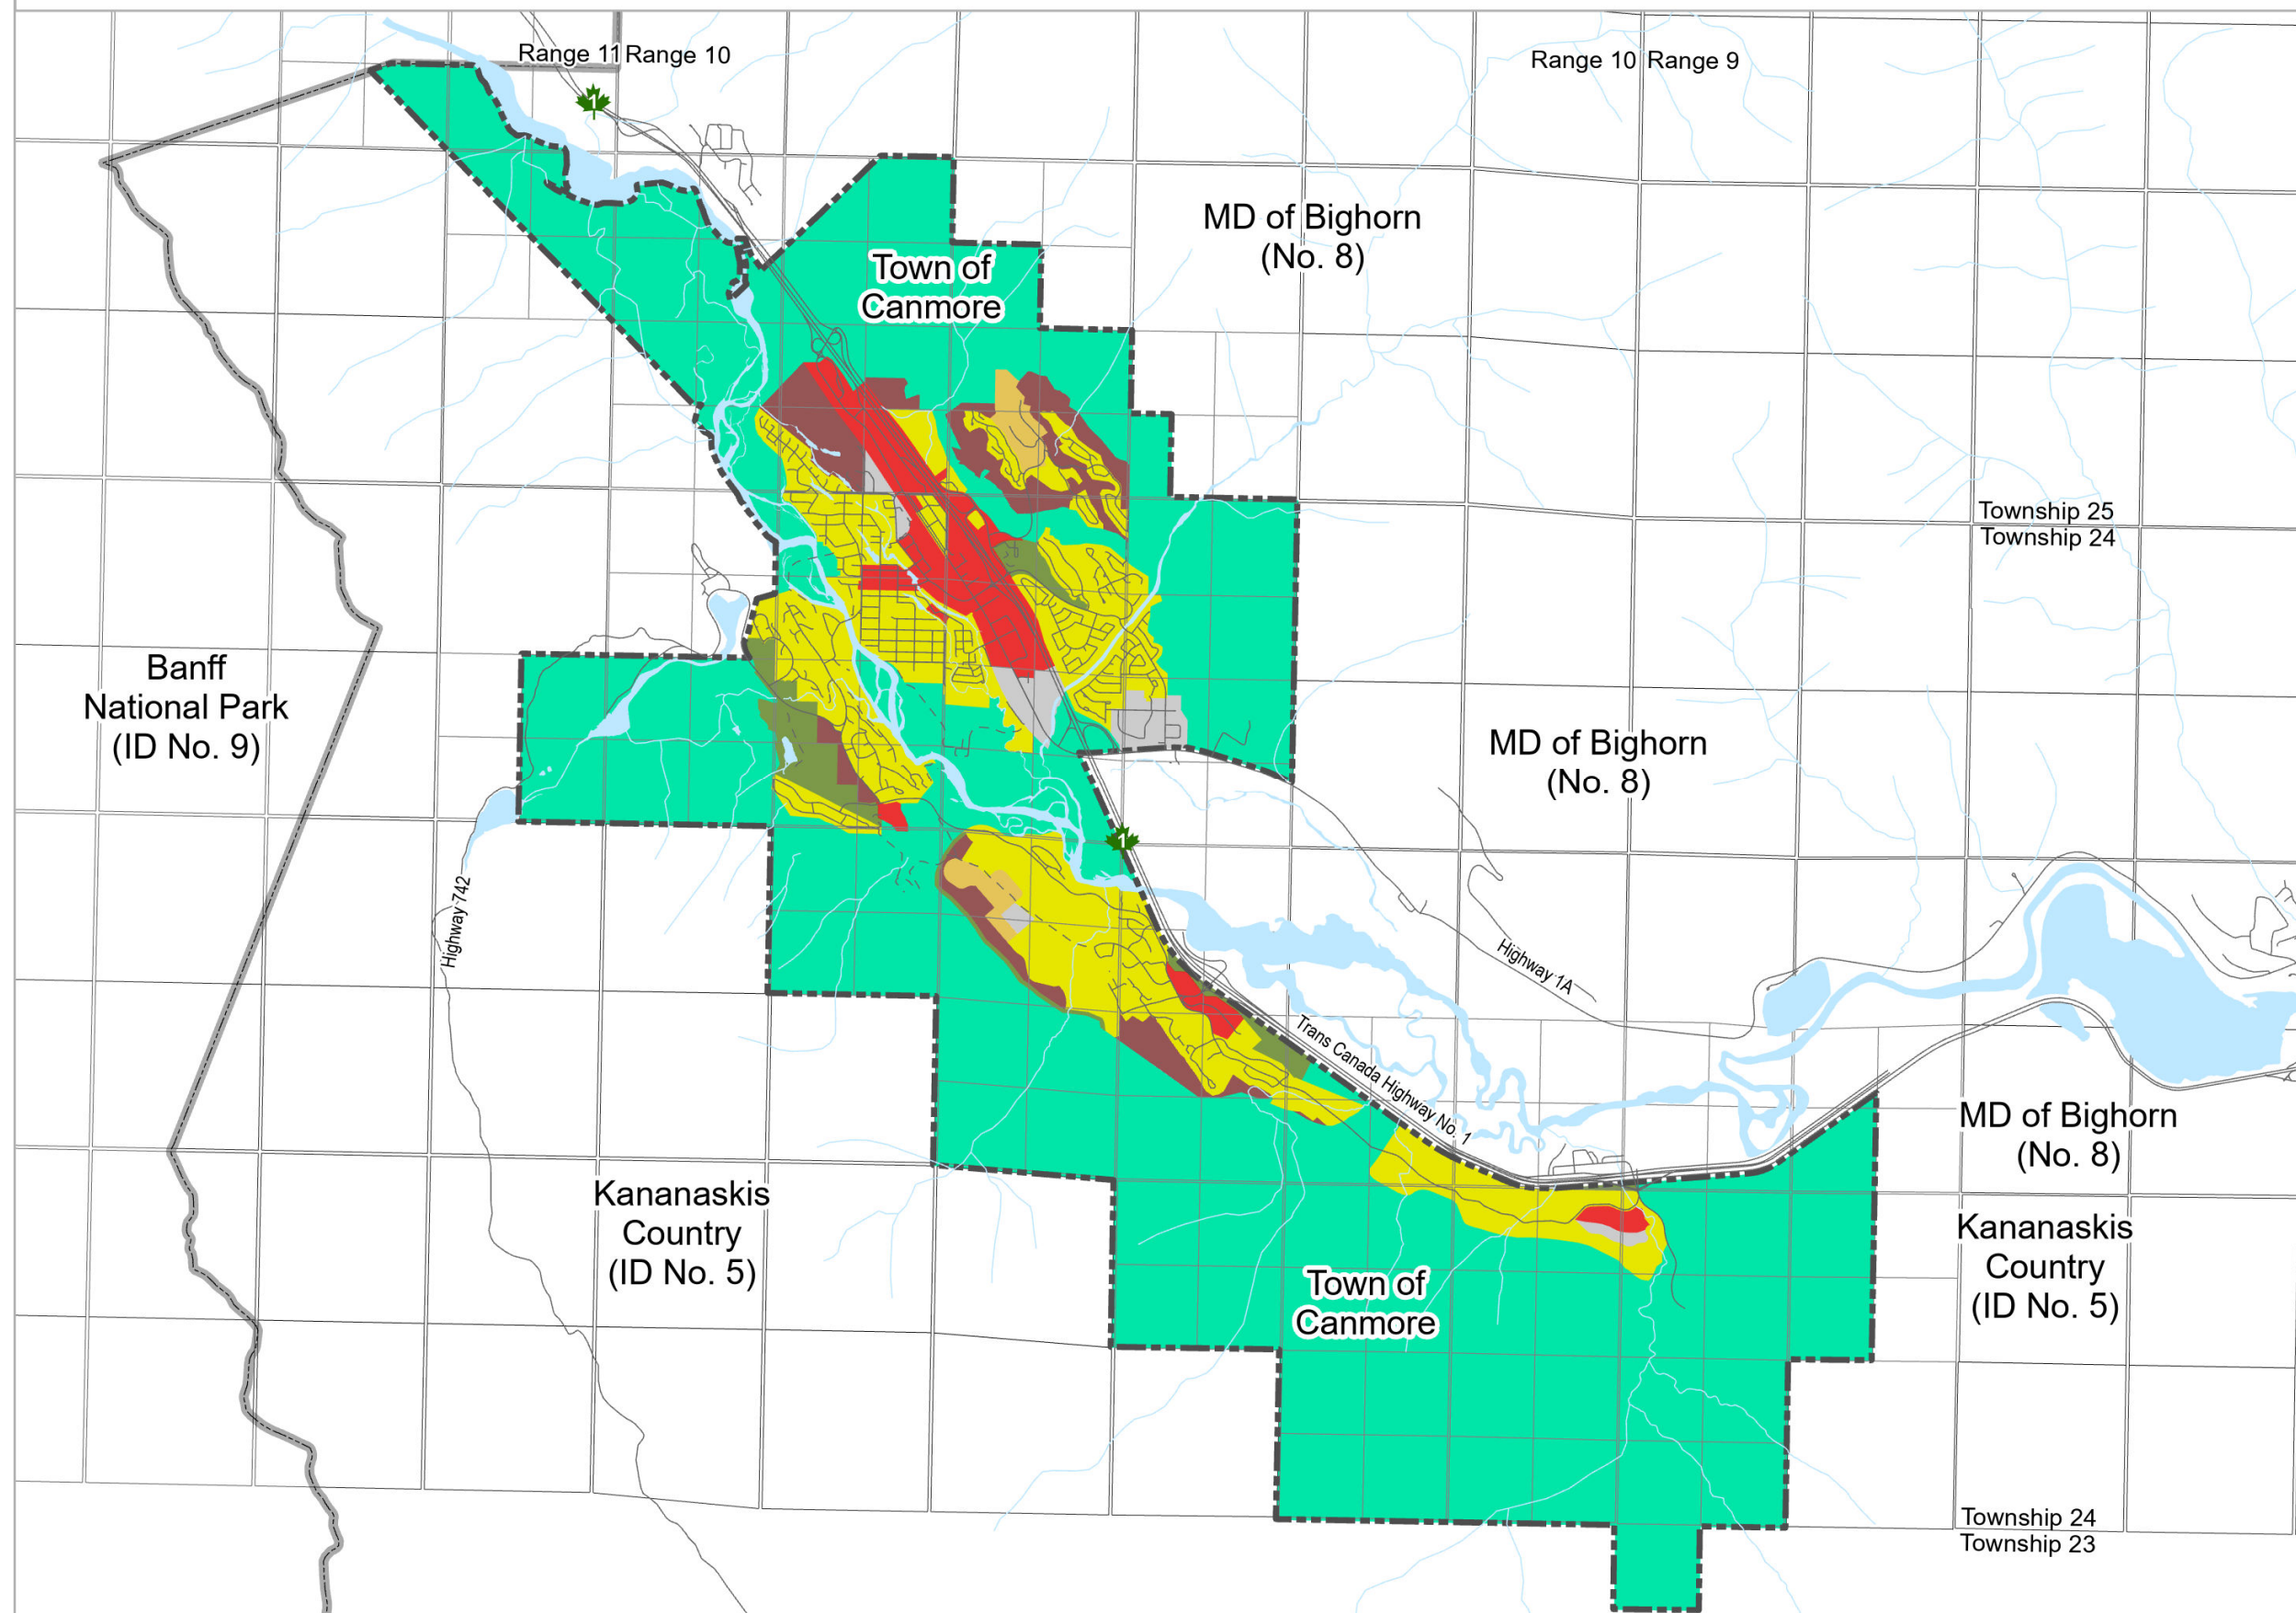 Range 11 Range 10
Range 10 Range 9
1
MD of Bighorn
(No. 8)
Town of
Canmore
Township 25
Township 24
Banff
National Park
(ID No. 9)
MD of Bighorn
(No. 8)
1
Highway 742
Highway 1A
Trans Canada Highway No. 1
MD of Bighorn
(No. 8)
Kananaskis
Country
(ID No. 5)
Kananaskis
Country
(ID No. 5)
Town of
Canmore
Township 24
Township 23